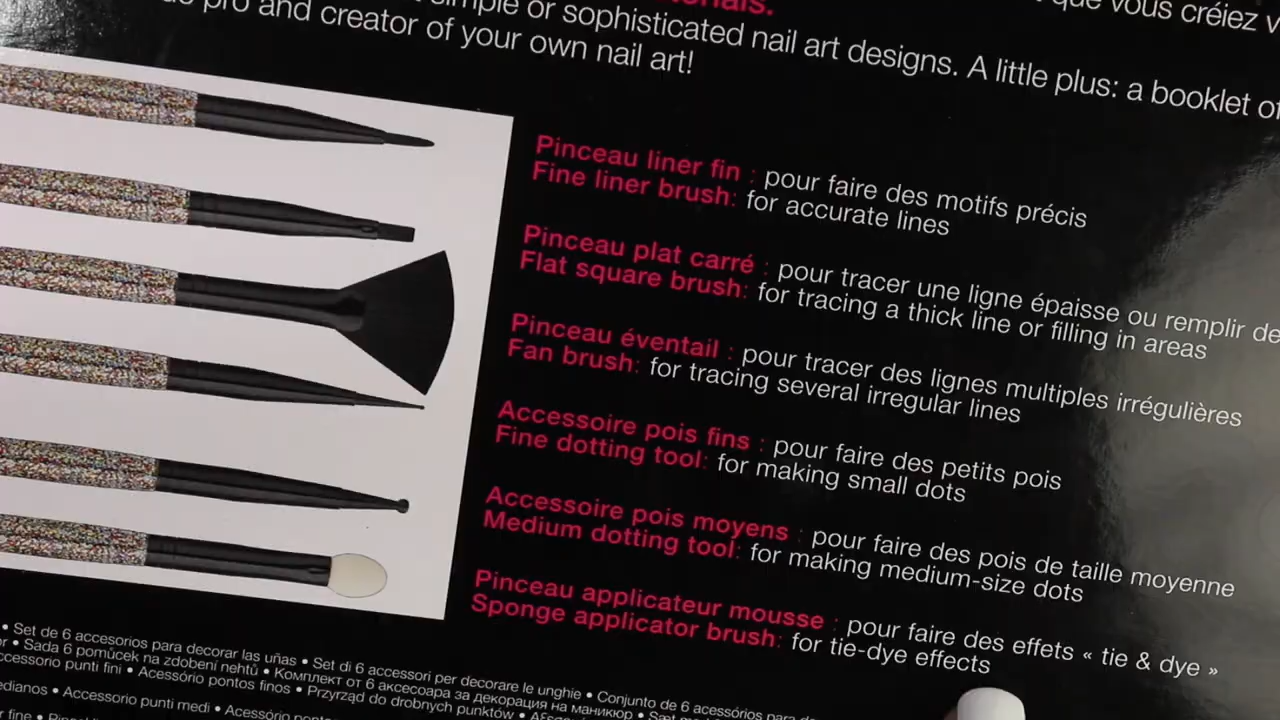 que vous créiez
simple or sophisticated nail art designs. A little plus: a booklet of
pro and creator of your own nail art!
Pinceau liner fin : pour faire des motifs précis
Fine liner brush: for accurate lines
Pinceau plat carré : pour tracer une ligne épaisse ou remplir de
Flat square brush: for tracing a thick line or filling in areas
Pinceau éventail : pour tracer des lignes multiples irrégulières
Fan brush: for tracing several irregular lines
Accessoire pois fins : pour faire des petits pois
Fine dotting tool: for making small dots
Accessoire pois moyens : pour faire des pois de taille moyenne
Medium dotting tool: for making medium-size dots
Pinceau applicateur mousse : pour faire des effets « tie & dye »
Sponge applicator brush: for tie-dye effects
• Set de 6 accesorios para decorar las uñas • Set di 6 accessori per decorare le unghie • Conjunto de 6 acessórios para
• Sada 6 pomůcek na zdobení nehtů • Комплект от 6 аксесоара за декорация на маникюр •
punti fini • Acessório pontos finos • Przyrząd do drobnych punktów •
• Accessorio punti medi •
fine •